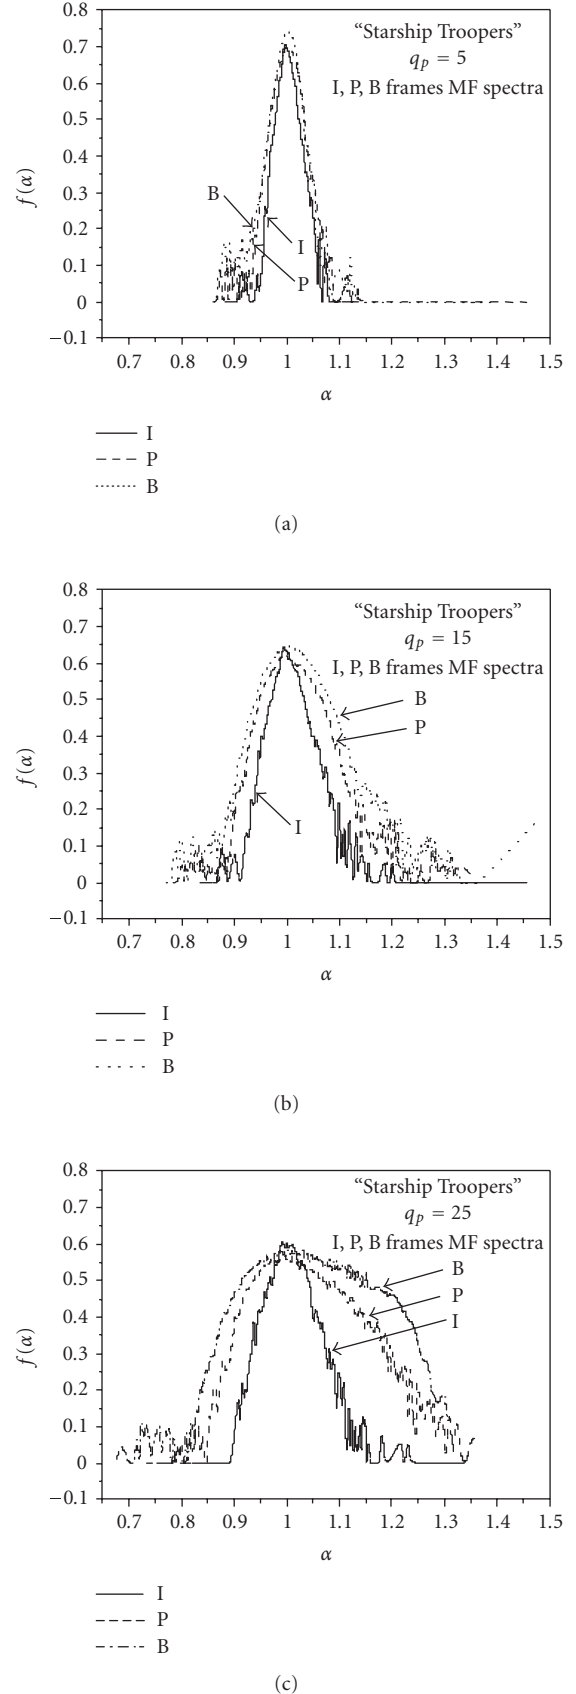 “Starship Troopers”
q_p = 5
I, P, B frames MF spectra
0.8
0.7
0.6
0.5
0.4
0.3
0.2
0.1
0
−0.1
f(α)
B
I
P
0.7 0.8 0.9 1 1.1 1.2 1.3 1.4 1.5
α
I
P
B
(a)
“Starship Troopers”
q_p = 15
I, P, B frames MF spectra
0.8
0.7
0.6
0.5
0.4
0.3
0.2
0.1
0
−0.1
f(α)
B
P
I
0.7 0.8 0.9 1 1.1 1.2 1.3 1.4 1.5
α
I
P
B
(b)
“Starship Troopers”
q_p = 25
I, P, B frames MF spectra
0.8
0.7
0.6
0.5
0.4
0.3
0.2
0.1
0
−0.1
f(α)
B
P
I
0.7 0.8 0.9 1 1.1 1.2 1.3 1.4 1.5
α
I
P
B
(c)